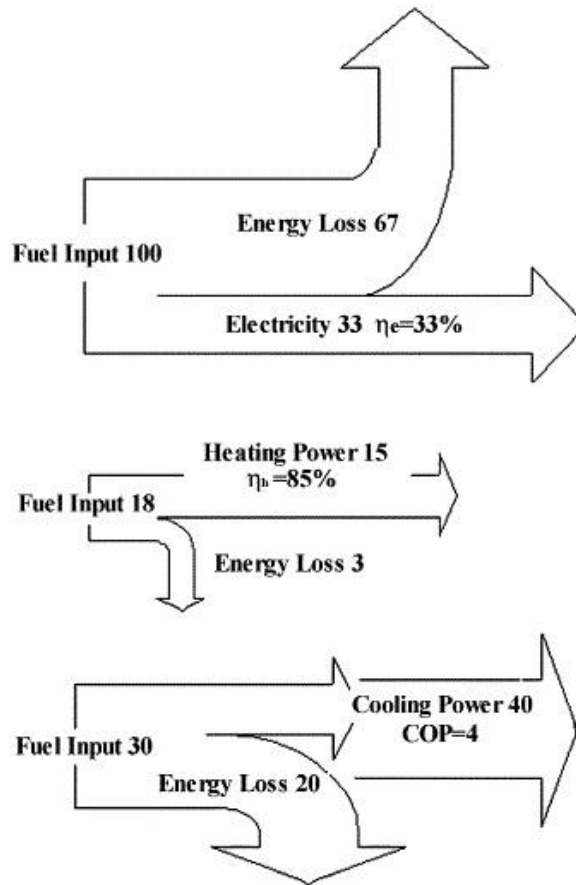 Energy Loss 67
Fuel Input 100
Electricity 33 ηe=33%
Heating Power 15
ηh =85%
Fuel Input 18
Energy Loss 3
Cooling Power 40
COP=4
Fuel Input 30
Energy Loss 20